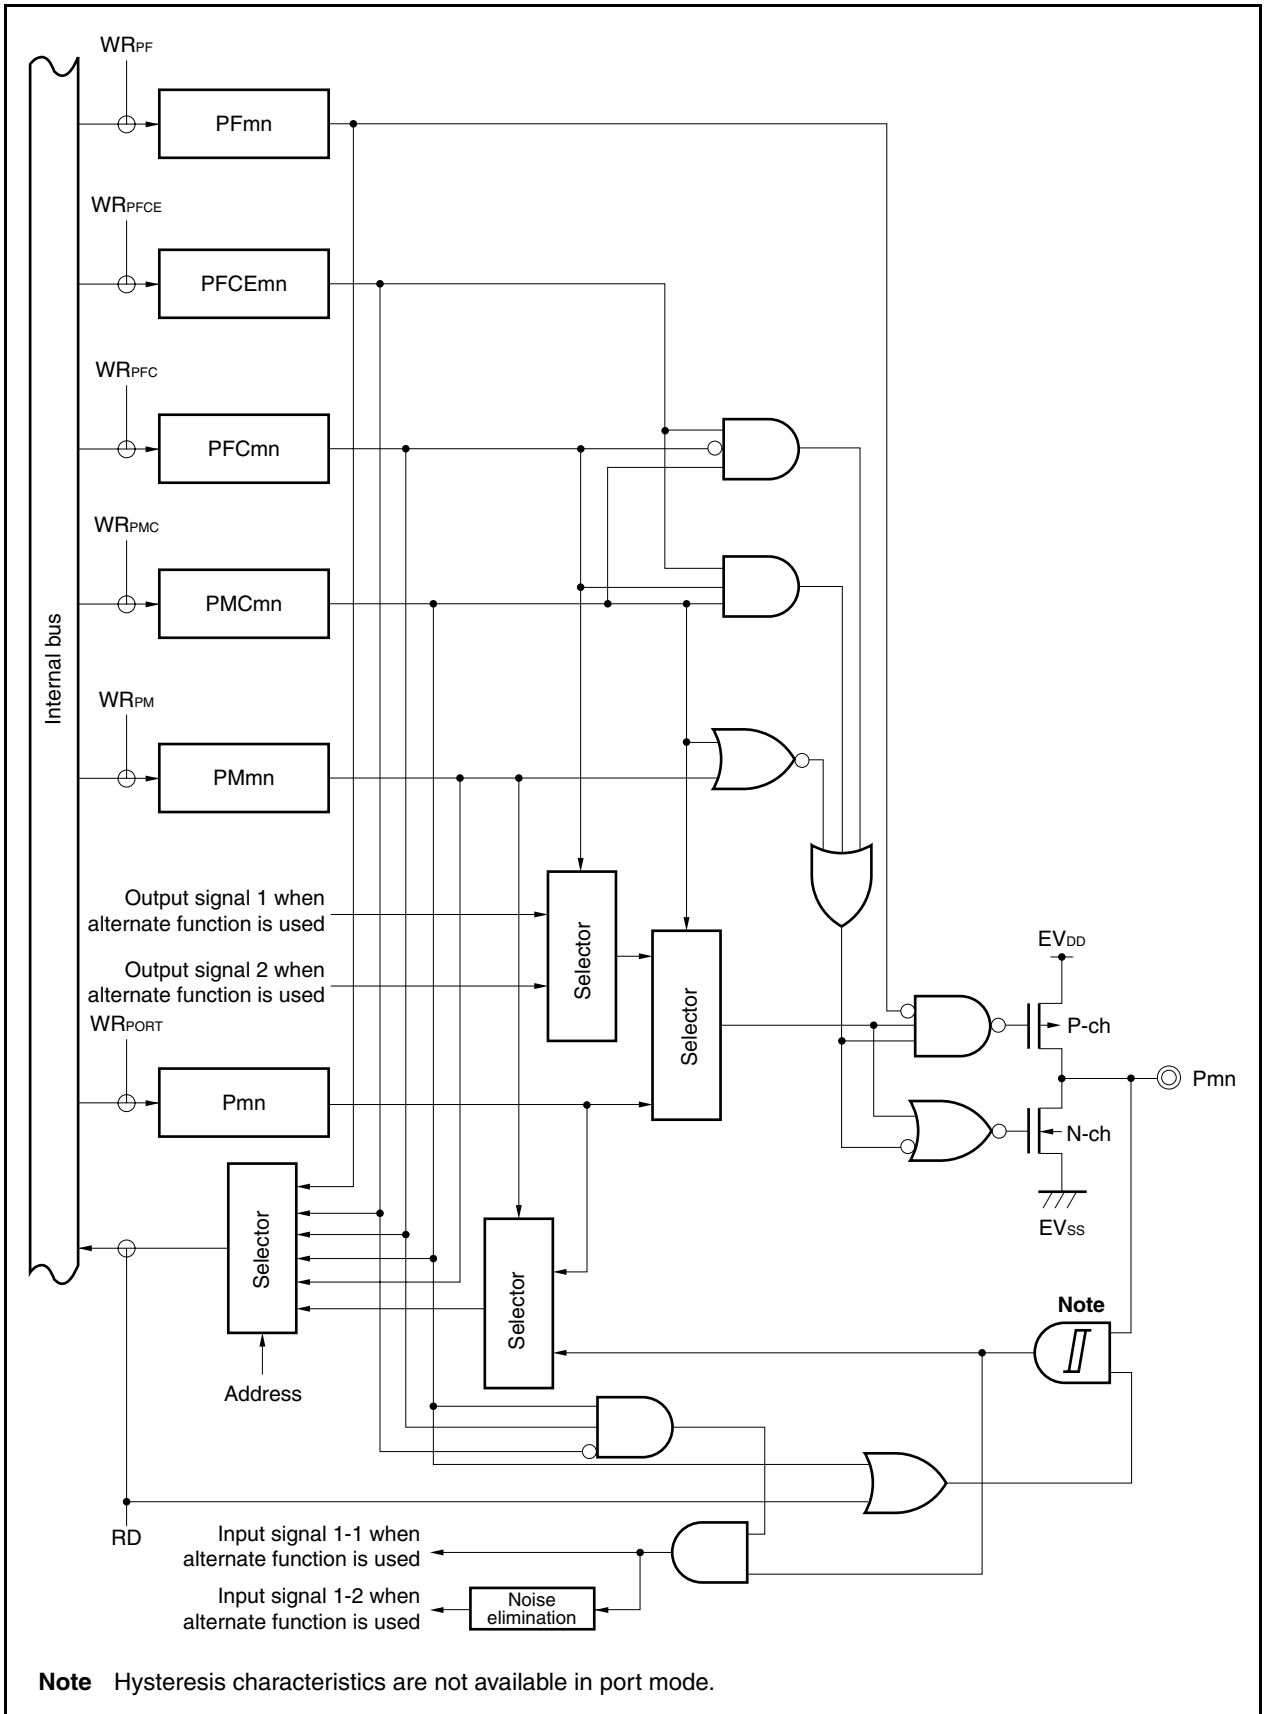 WRPF
PFmn
WRPFCE
PFCEmn
WRPFC
PFCmn
WRPMC
PMCmn
Internal bus
WRPM
PMmn
Output signal 1 when
alternate function is used
Output signal 2 when
alternate function is used
Selector
Selector
EVDD
P-ch
WRPORT
Pmn
Pmn
N-ch
EVSS
Selector
Selector
Address
Note
RD
Input signal 1-1 when
alternate function is used
Input signal 1-2 when
alternate function is used
Noise
elimination
Note Hysteresis characteristics are not available in port mode.